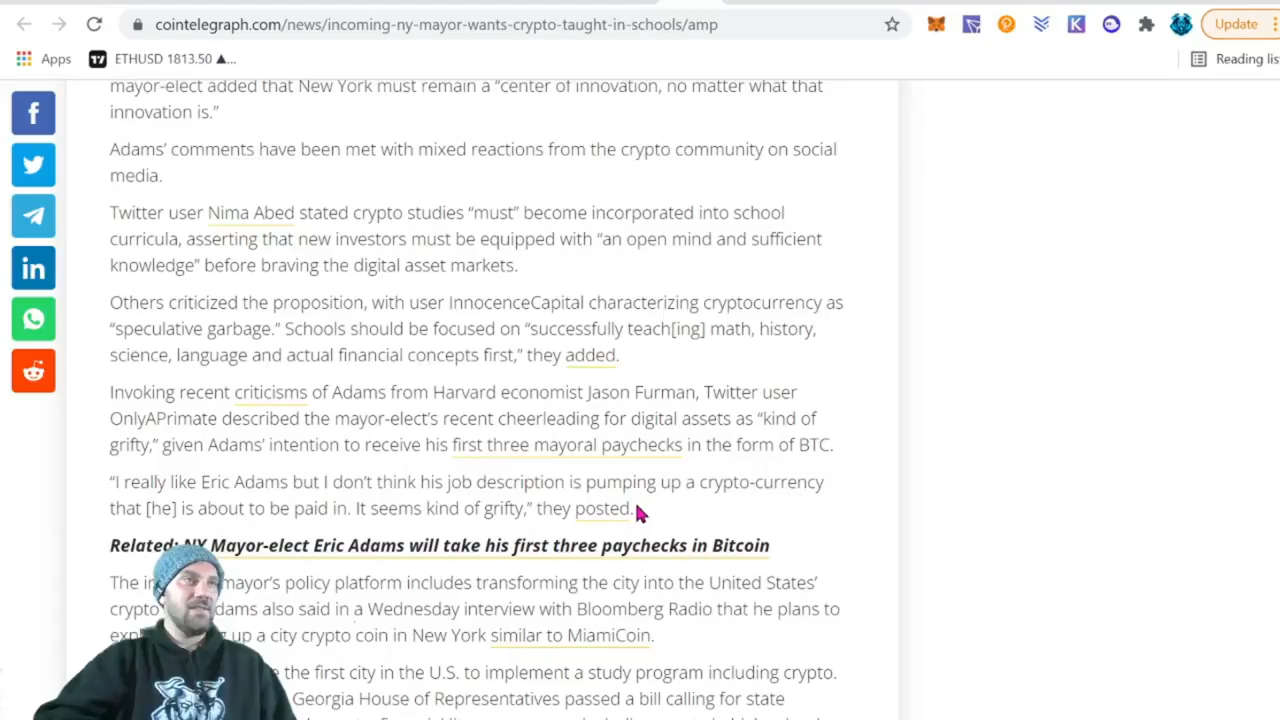 cointelegraph.com/news/incoming-ny-mayor-wants-crypto-taught-in-schools/amp
Update
Apps
ETHUSD 1813.50 ▲...
Reading lis
mayor-elect added that New York must remain a “center of innovation, no matter what that
innovation is.”
Adams’ comments have been met with mixed reactions from the crypto community on social
media.
Twitter user Nima Abed stated crypto studies “must” become incorporated into school
curricula, asserting that new investors must be equipped with “an open mind and sufficient
knowledge” before braving the digital asset markets.
Others criticized the proposition, with user InnocenceCapital characterizing cryptocurrency as
“speculative garbage.” Schools should be focused on “successfully teach[ing] math, history,
science, language and actual financial concepts first,” they added.
Invoking recent criticisms of Adams from Harvard economist Jason Furman, Twitter user
OnlyAPrimate described the mayor-elect’s recent cheerleading for digital assets as “kind of
grifty,” given Adams’ intention to receive his first three mayoral paychecks in the form of BTC.
“I really like Eric Adams but I don’t think his job description is pumping up a crypto-currency
that [he] is about to be paid in. It seems kind of grifty,” they posted.
Related: NY Mayor-elect Eric Adams will take his first three paychecks in Bitcoin
The mayor’s policy platform includes transforming the city into the United States’
crypto dams also said in a Wednesday interview with Bloomberg Radio that he plans to
up a city crypto coin in New York similar to MiamiCoin.
the first city in the U.S. to implement a study program including crypto.
Georgia House of Representatives passed a bill calling for state